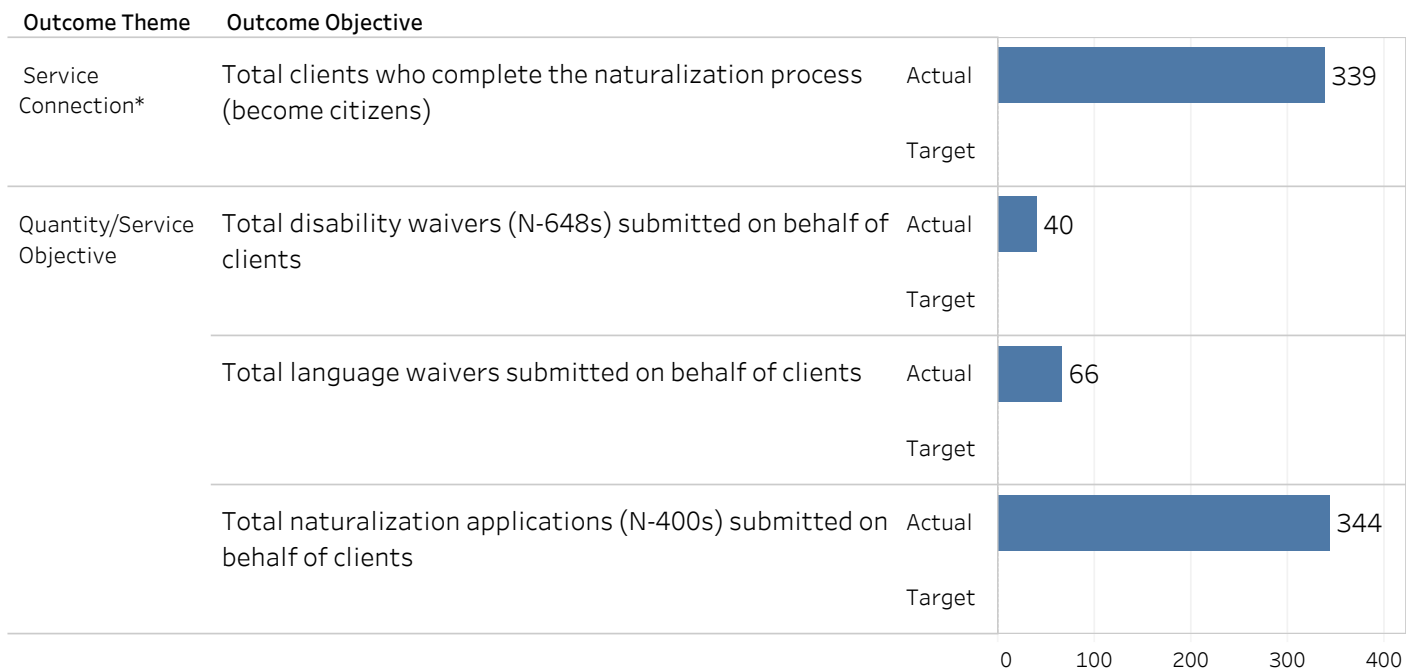 Outcome Theme Outcome Objective
Service Connection* Total clients who complete the naturalization process (become citizens) Actual 339
Target
Quantity/Service Objective Total disability waivers (N-648s) submitted on behalf of clients Actual 40
Target
Total language waivers submitted on behalf of clients Actual 66
Target
Total naturalization applications (N-400s) submitted on behalf of clients Actual 344
Target
0 100 200 300 400